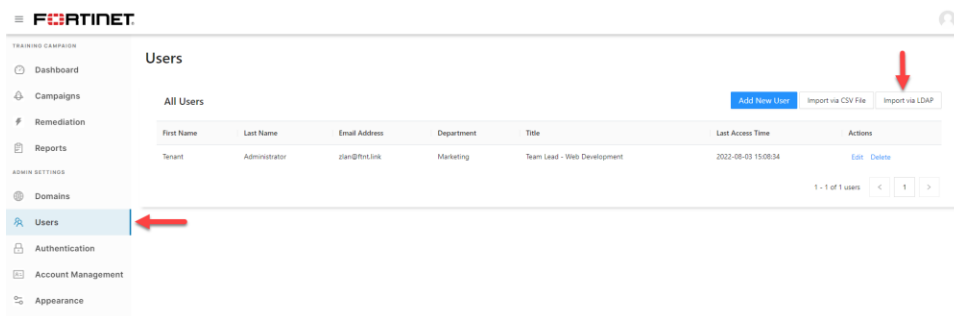 FORTINET
TRAINING CAMPAIGN
Dashboard
Campaigns
Remediation
Reports
ADMIN SETTINGS
Domains
Users
Authentication
Account Management
Appearance
Users
All Users
Add New User Import via CSV File Import via LDAP
First Name Last Name Email Address Department Title Last Access Time Actions
Tenant Administrator zlan@ftnt.link Marketing Team Lead - Web Development 2022-08-03 15:08:34 Edit Delete
1 - 1 of 1 users < 1 >